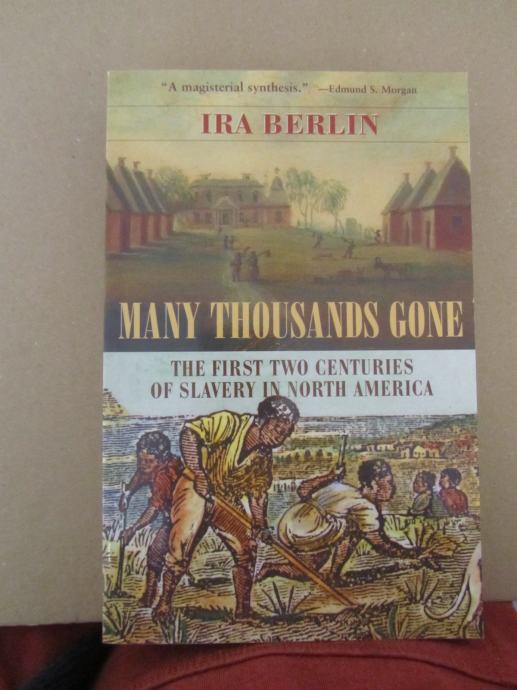 “A magisterial synthesis.” —Edmund S. Morgan
IRA BERLIN
MANY THOUSANDS GONE
THE FIRST TWO CENTURIES
OF SLAVERY IN NORTH AMERICA